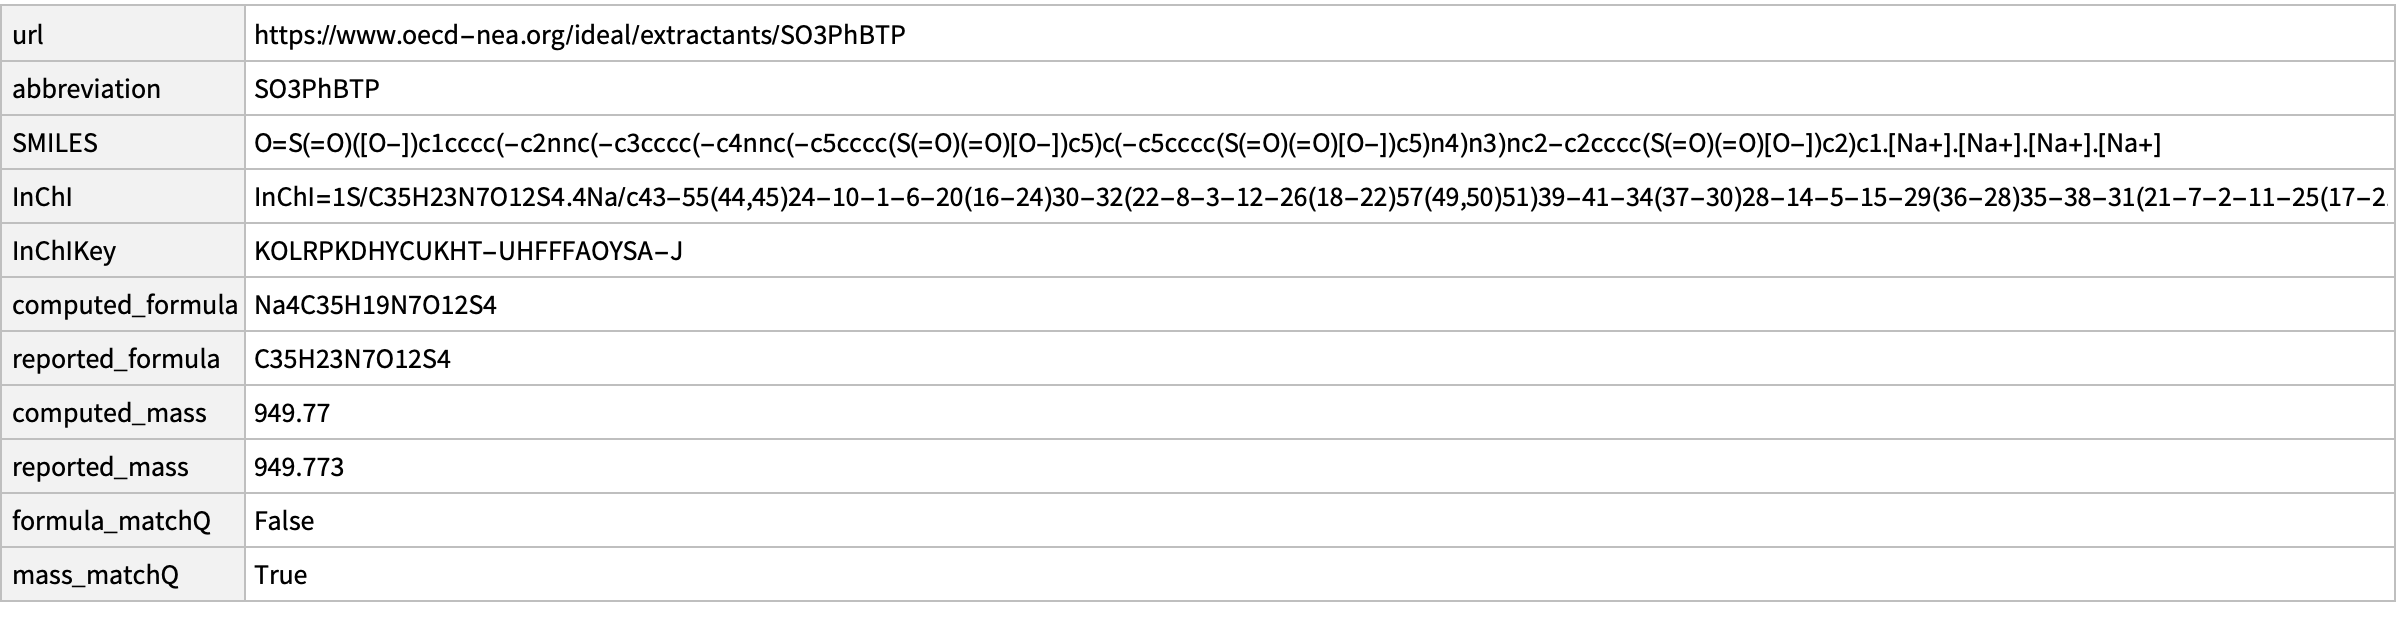 url https://www.oecd-nea.org/ideal/extractants/SO3PhBTP
abbreviation SO3PhBTP
SMILES O=S(=O)([O-])c1cccc(-c2nnc(-c3cccc(-c4nnc(-c5cccc(S(=O)(=O)[O-])c5)c(-c5cccc(S(=O)(=O)[O-])c5)n4)n3)nc2-c2cccc(S(=O)(=O)[O-])c2)c1.[Na+].[Na+].[Na+].[Na+]
InChI InChI=1S/C35H23N7O12S4.4Na/c43-55(44,45)24-10-1-6-20(16-24)30-32(22-8-3-12-26(18-22)57(49,50)51)39-41-34(37-30)28-14-5-15-29(36-28)35-38-31(21-7-2-11-25(17-2
InChIKey KOLRPKDHYCUKHT-UHFFFAOYSA-J
computed_formula Na4C35H19N7O12S4
reported_formula C35H23N7O12S4
computed_mass 949.77
reported_mass 949.773
formula_matchQ False
mass_matchQ True